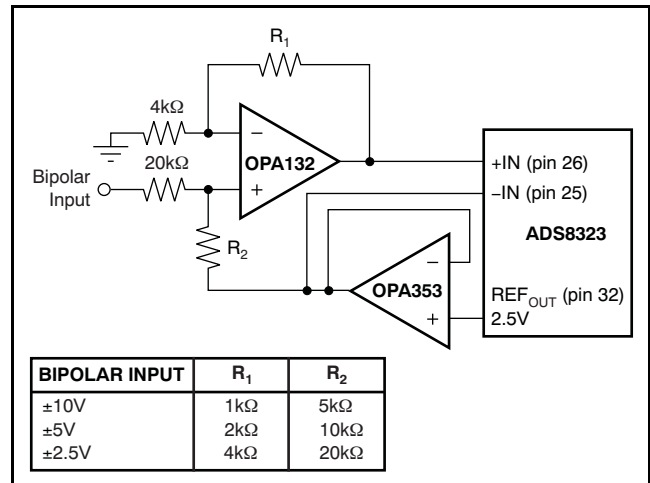 R1
4kΩ
20kΩ
Bipolar
Input
−
OPA132
+
R2
+IN (pin 26)
−IN (pin 25)
ADS8323
REFOUT (pin 32)
2.5V
−
OPA353
+
BIPOLAR INPUT R1 R2
±10V 1kΩ 5kΩ
±5V 2kΩ 10kΩ
±2.5V 4kΩ 20kΩ